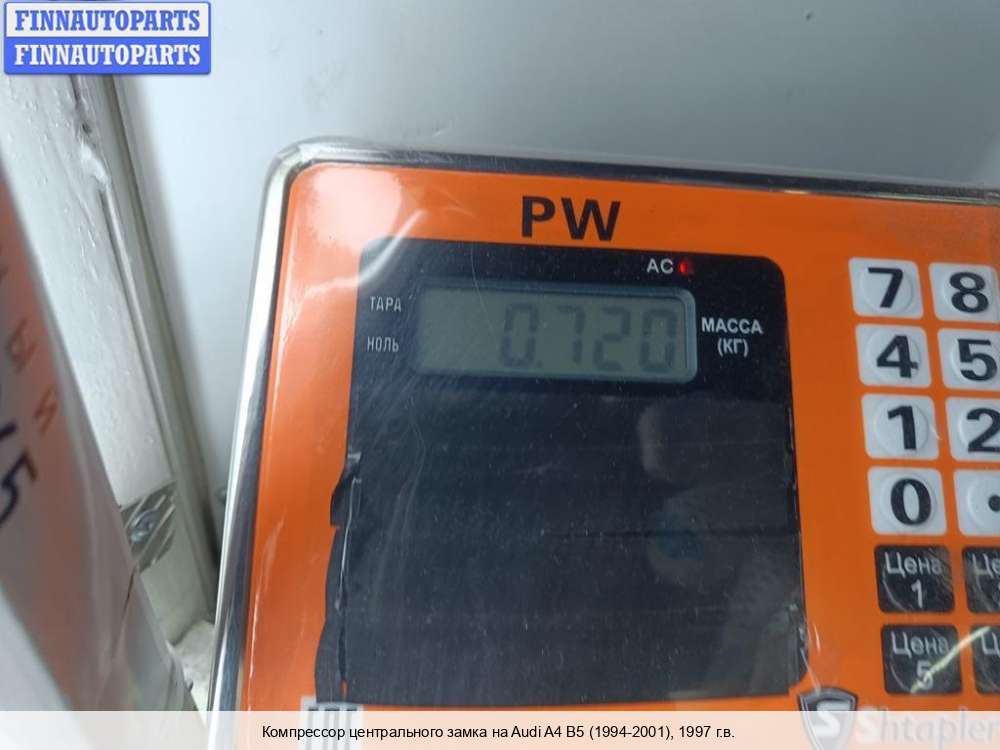 FINNAUTOPARTS
FINNAUTOPARTS
PW
AC
ТАРА
НОЛЬ
0.720
МАССА
(КГ)
7 8
4 5
1 2
0 .
Цена
1
Цена
5
Shtapler
Компрессор центрального замка на Audi A4 B5 (1994-2001), 1997 г.в.